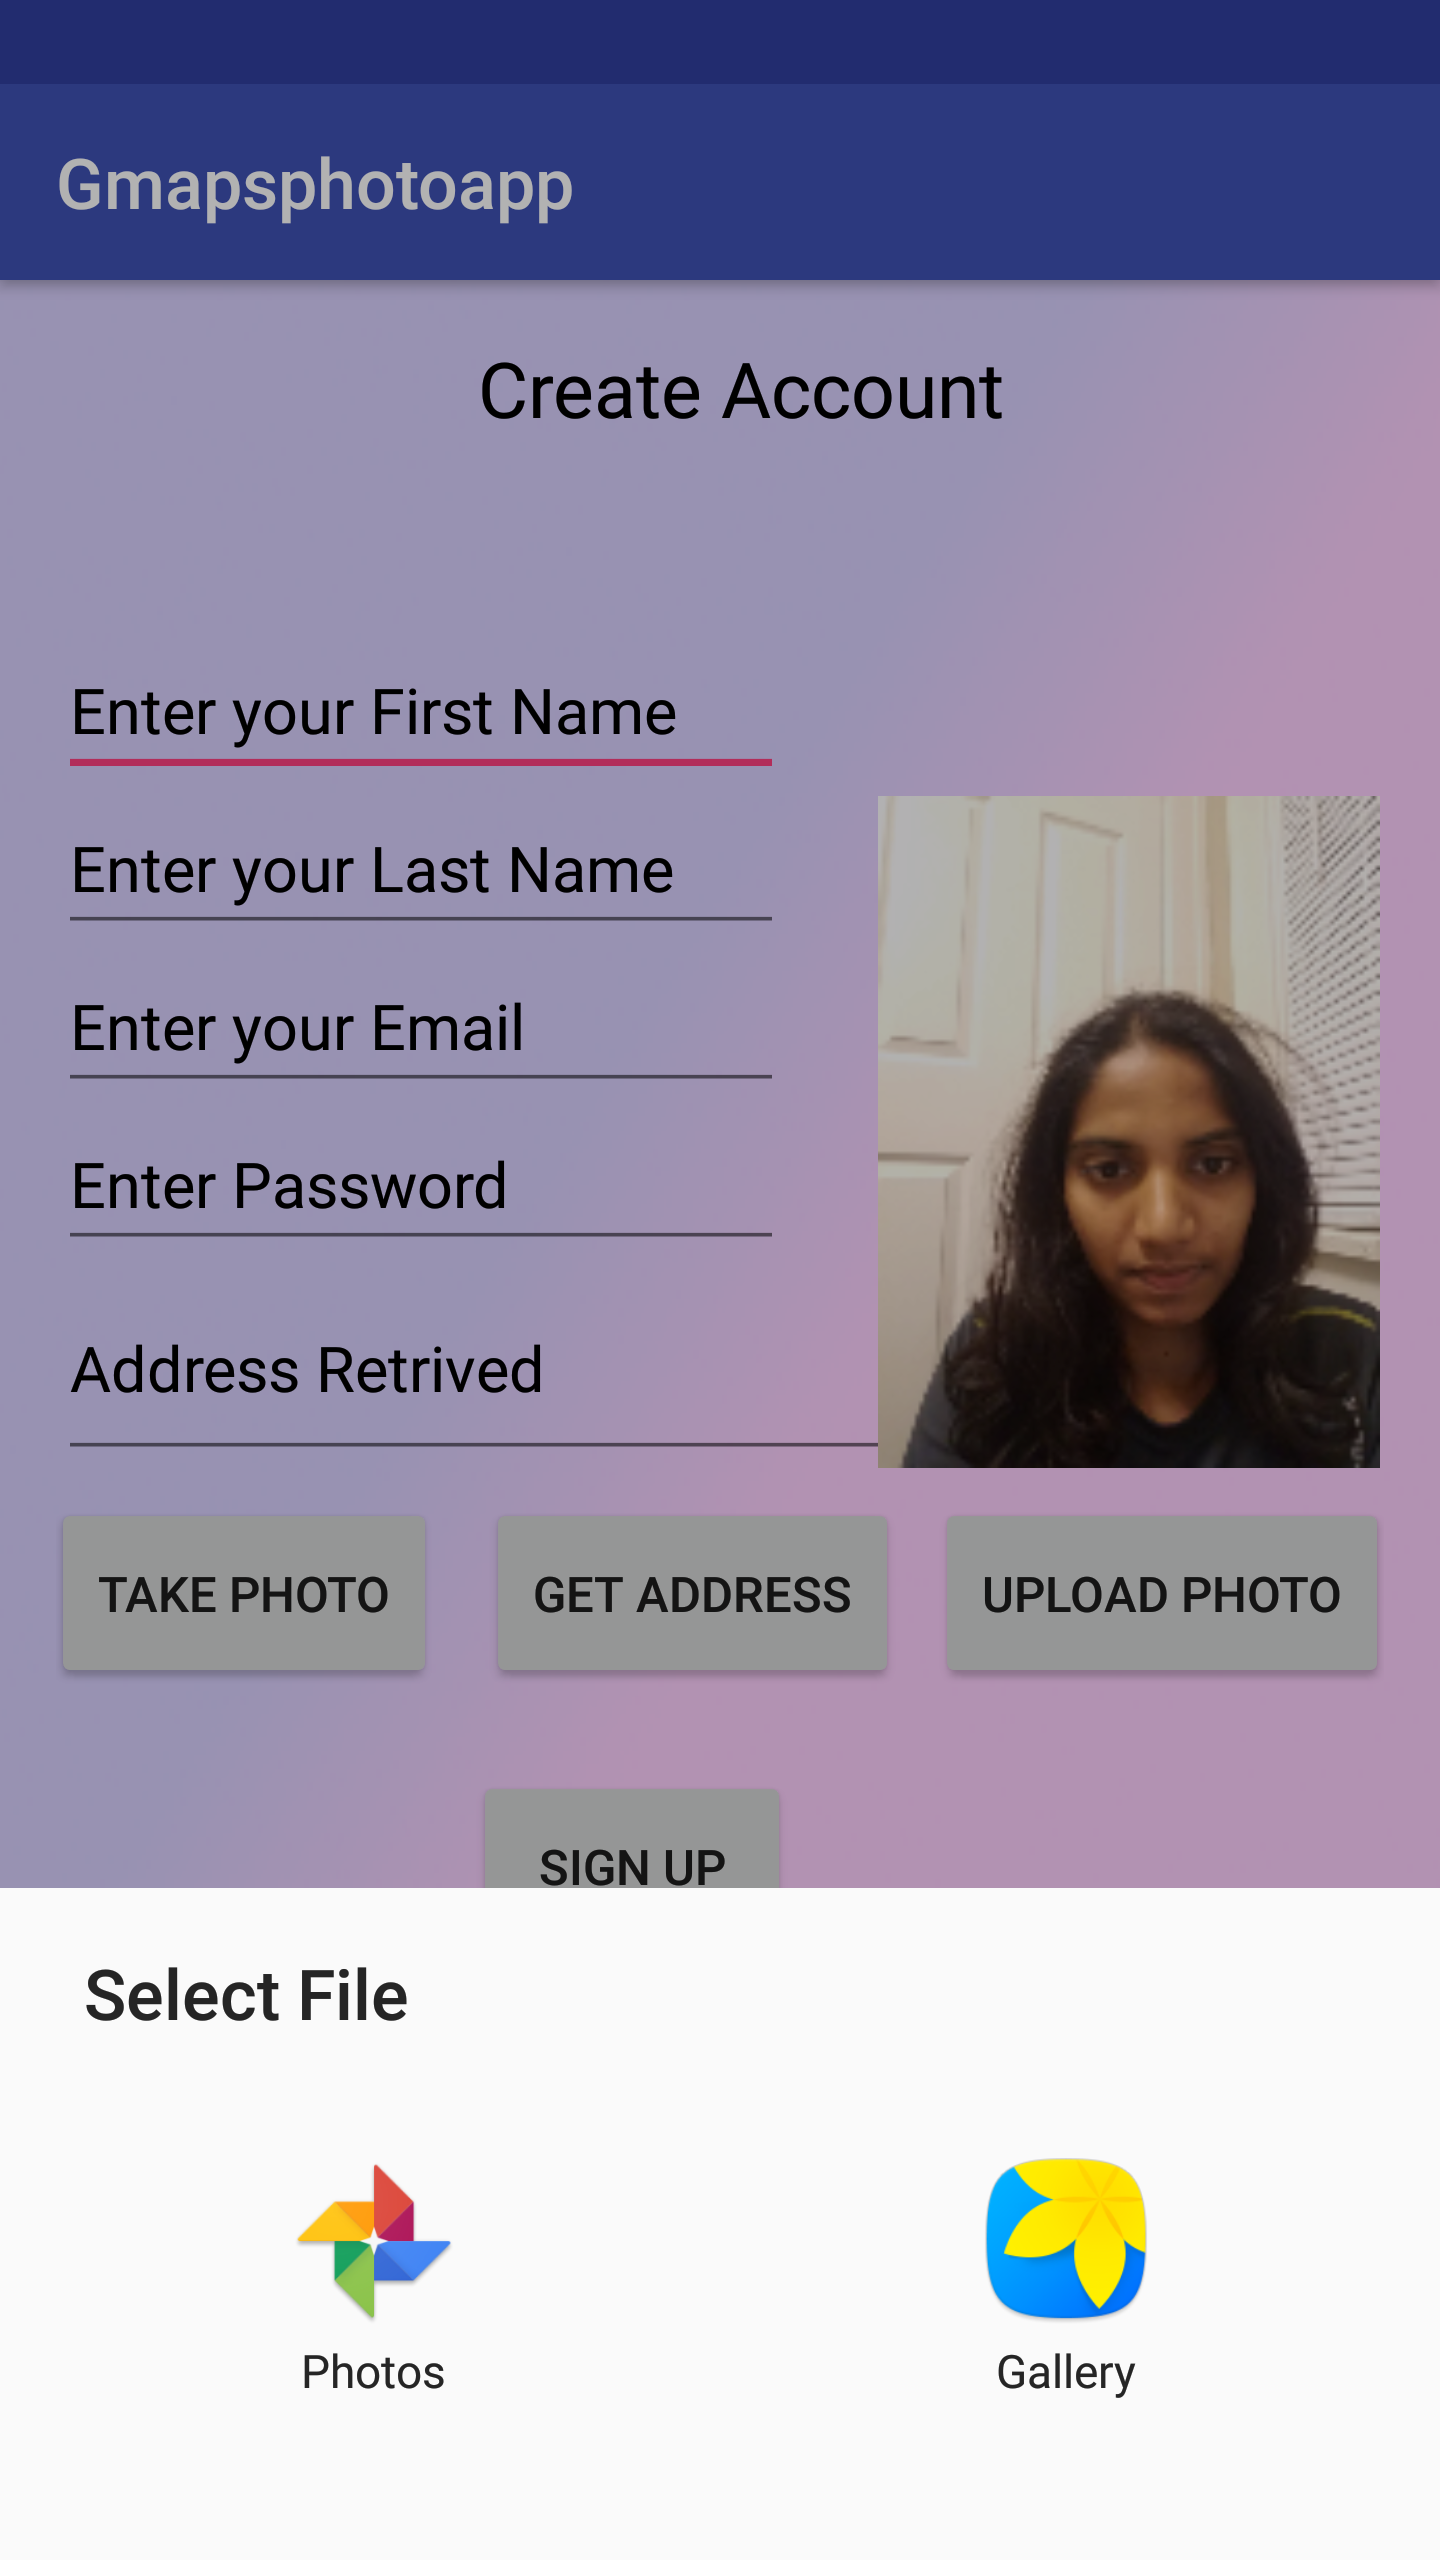 Gmapsphotoapp
Create Account
Enter your First Name
Enter your Last Name
Enter your Email
Enter Password
Address Retrived
TAKE PHOTO
GET ADDRESS
UPLOAD PHOTO
SIGN UP
Select File
Photos
Gallery